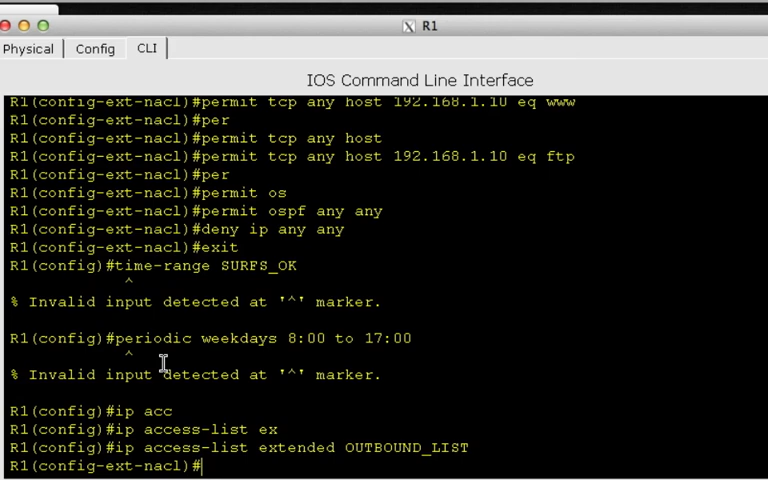 R1
Physical Config CLI
IOS Command Line Interface
R1(config-ext-nacl)#permit tcp any host 192.168.1.10 eq www
R1(config-ext-nacl)#per
R1(config-ext-nacl)#permit tcp any host
R1(config-ext-nacl)#permit tcp any host 192.168.1.10 eq ftp
R1(config-ext-nacl)#per
R1(config-ext-nacl)#permit os
R1(config-ext-nacl)#permit ospf any any
R1(config-ext-nacl)#deny ip any any
R1(config-ext-nacl)#exit
R1(config)#time-range SURFS_OK
^
% Invalid input detected at '^' marker.
R1(config)#periodic weekdays 8:00 to 17:00
^
% Invalid input detected at '^' marker.
R1(config)#ip acc
R1(config)#ip access-list ex
R1(config)#ip access-list extended OUTBOUND_LIST
R1(config-ext-nacl)#